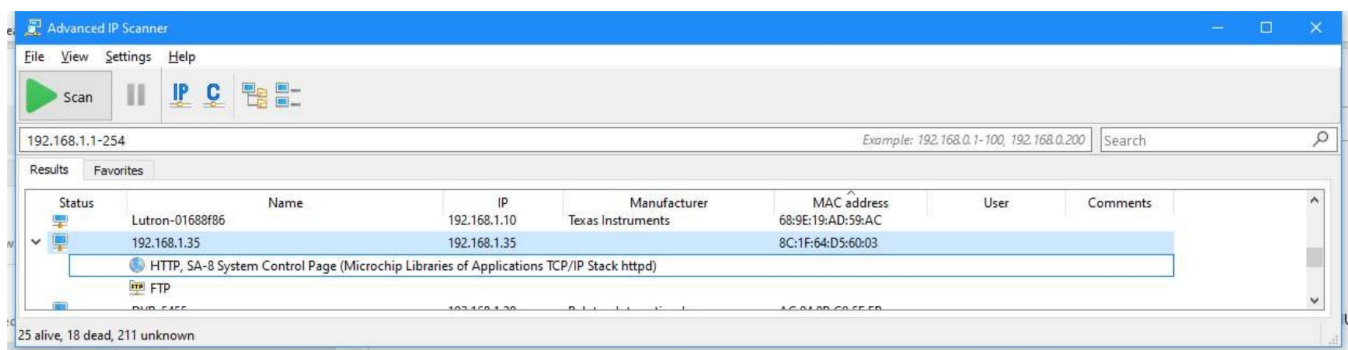 Advanced IP Scanner
File View Settings Help
Scan IP C
192.168.1.1-254 Example: 192.168.0.1-100, 192.168.0.200 Search
Results Favorites
Status Name IP Manufacturer MAC address User Comments
Lutron-01688f86 192.168.1.10 Texas Instruments 68:9E:19:AD:59:AC
192.168.1.35 192.168.1.35 8C:1F:64:D5:60:03
HTTP, SA-8 System Control Page (Microchip Libraries of Applications TCP/IP Stack httpd)
FTP FTP
25 alive, 18 dead, 211 unknown